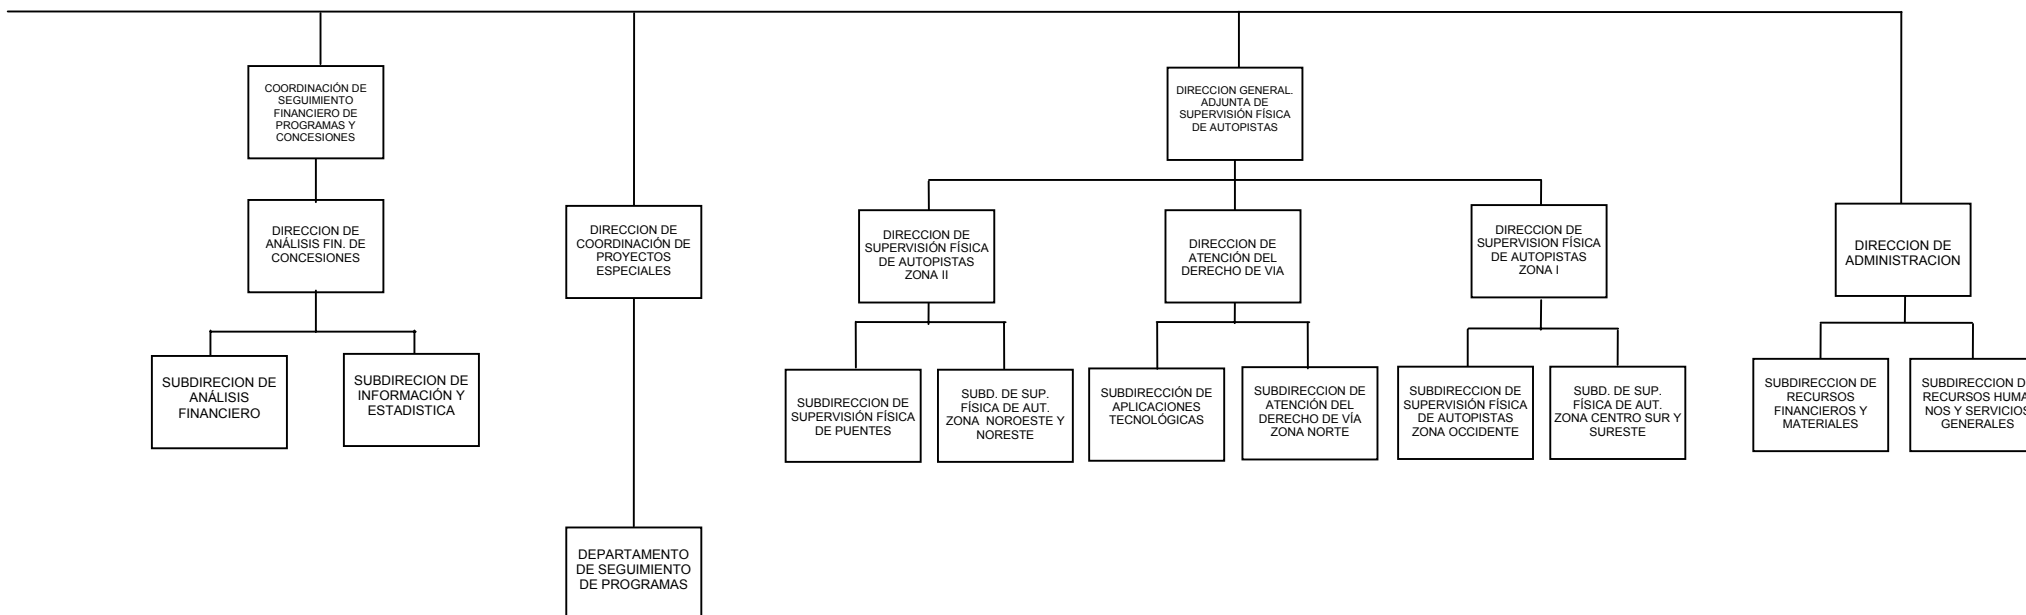 COORDINACIÓN DE
SEGUIMIENTO
FINANCIERO DE
PROGRAMAS Y
CONCESIONES
DIRECCION GENERAL.
ADJUNTA DE
SUPERVISIÓN FÍSICA
DE AUTOPISTAS
DIRECCION DE
ANÁLISIS FIN. DE
CONCESIONES
DIRECCION DE
COORDINACIÓN DE
PROYECTOS
ESPECIALES
DIRECCION DE
SUPERVISIÓN FÍSICA
DE AUTOPISTAS
ZONA II
DIRECCION DE
ATENCIÓN DEL
DERECHO DE VIA
DIRECCION DE
SUPERVISION FÍSICA
DE AUTOPISTAS
ZONA I
DIRECCION DE
ADMINISTRACION
SUBDIRECION DE
ANÁLISIS
FINANCIERO
SUBDIRECION DE
INFORMACIÓN Y
ESTADISTICA
SUBDIRECCION DE
SUPERVISIÓN FÍSICA
DE PUENTES
SUBD. DE SUP.
FÍSICA DE AUT.
ZONA NOROESTE Y
NORESTE
SUBDIRECCIÓN DE
APLICACIONES
TECNOLÓGICAS
SUBDIRECCION DE
ATENCIÓN DEL
DERECHO DE VÍA
ZONA NORTE
SUBDIRECCION DE
SUPERVISIÓN FÍSICA
DE AUTOPISTAS
ZONA OCCIDENTE
SUBD. DE SUP.
FÍSICA DE AUT.
ZONA CENTRO SUR Y
SURESTE
SUBDIRECCION DE
RECURSOS
FINANCIEROS Y
MATERIALES
SUBDIRECCION DE
RECURSOS HUMA
NOS Y SERVICIOS
GENERALES
DEPARTAMENTO
DE SEGUIMIENTO
DE PROGRAMAS